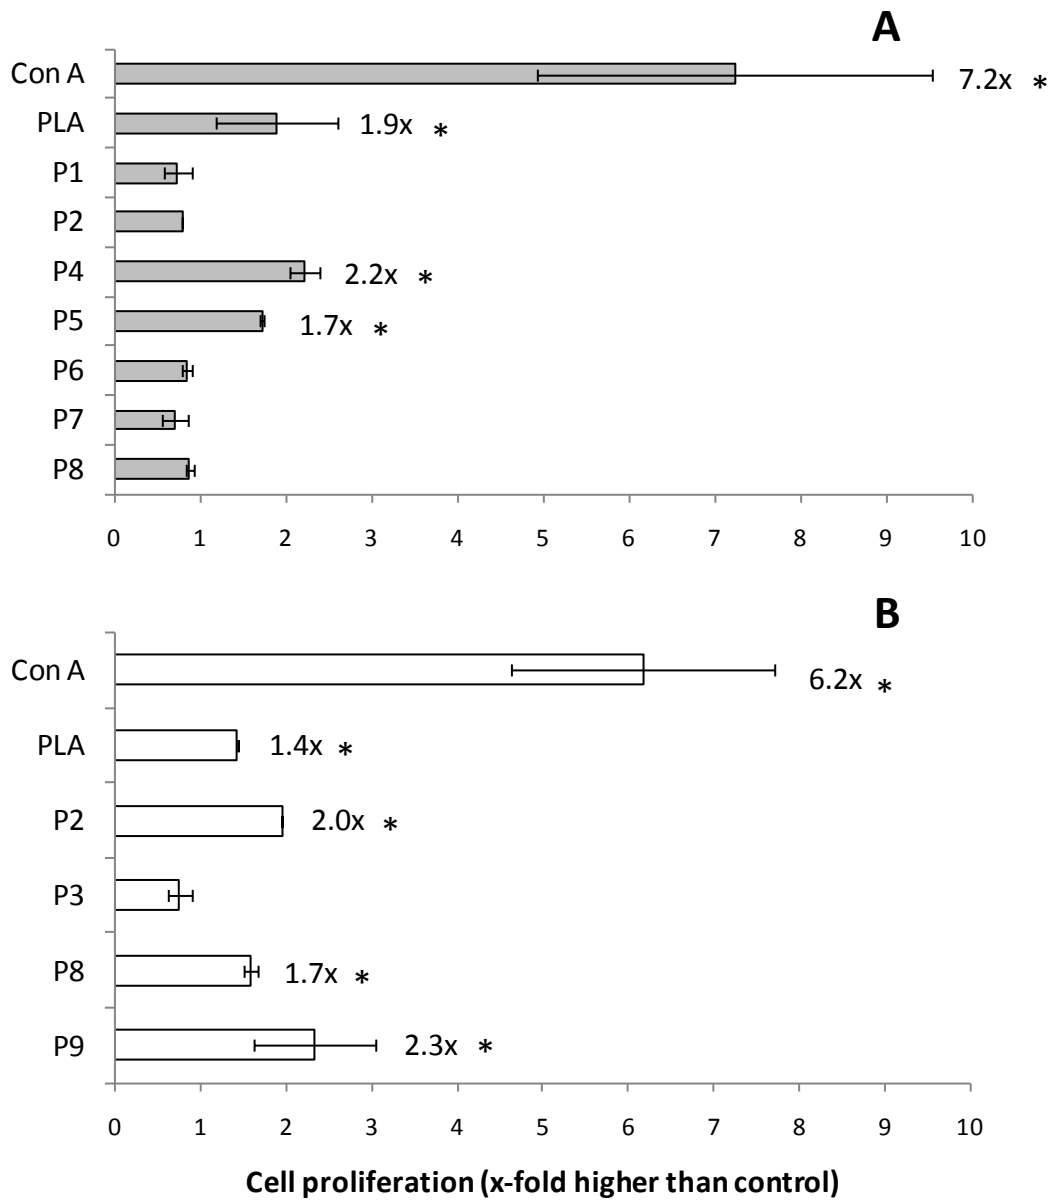 A
Con A 7.2x *
PLA 1.9x *
P1
P2
P4 2.2x *
P5 1.7x *
P6
P7
P8
0 1 2 3 4 5 6 7 8 9 10
B
Con A 6.2x *
PLA 1.4x *
P2 2.0x *
P3
P8 1.7x *
P9 2.3x *
0 1 2 3 4 5 6 7 8 9 10
Cell proliferation (x-fold higher than control)